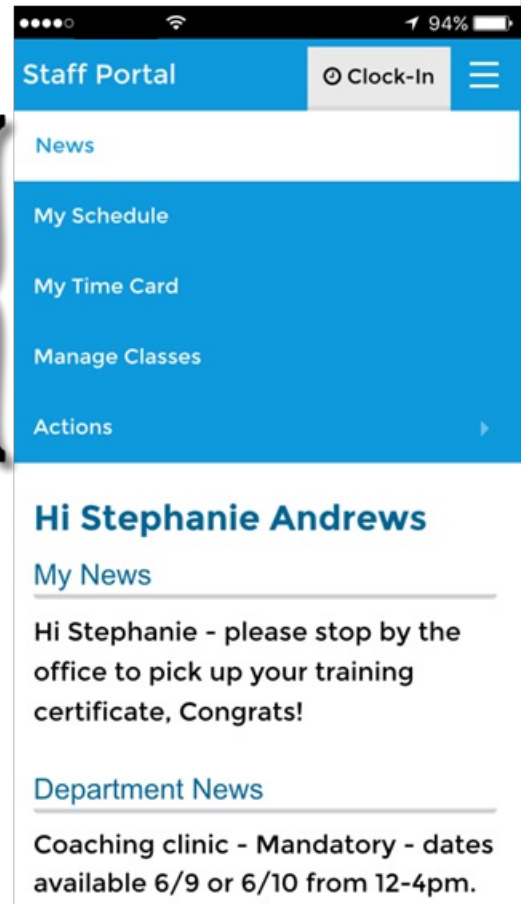 94%
Staff Portal
Clock-In
News
My Schedule
My Time Card
Manage Classes
Actions
Hi Stephanie Andrews
My News
Hi Stephanie - please stop by the
office to pick up your training
certificate, Congrats!
Department News
Coaching clinic - Mandatory - dates
available 6/9 or 6/10 from 12-4pm.